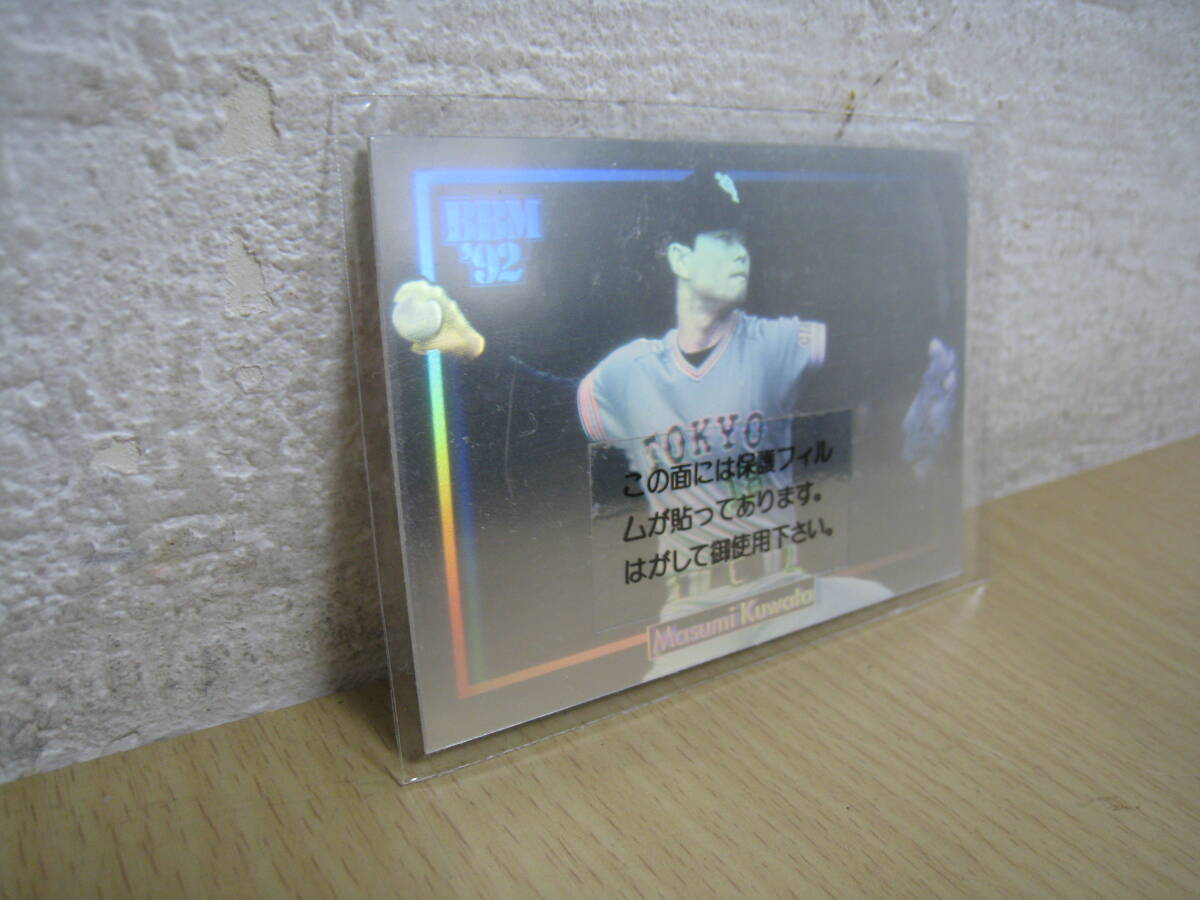 BBM
'92
TOKYO
この面には保護フィル
ムが貼ってあります。
はがして御使用下さい。
Masumi Kuwata